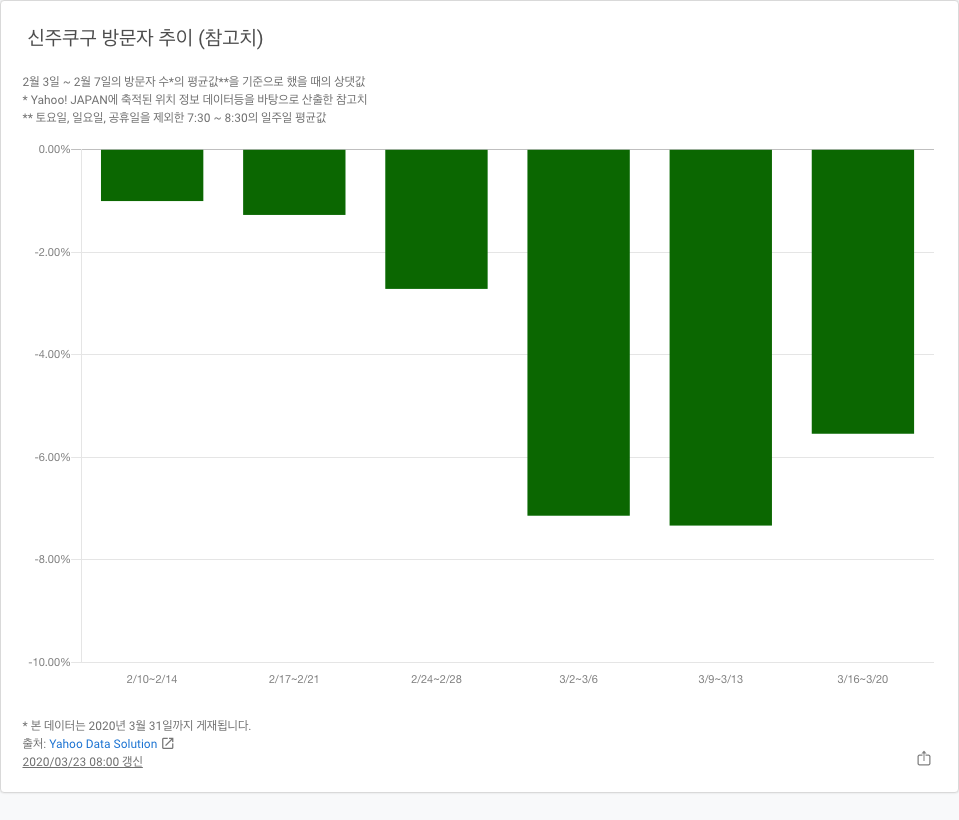 신주쿠구 방문자 추이 (참고치)
2월 3일 ~ 2월 7일의 방문자 수*의 평균값**을 기준으로 했을 때의 상댓값
* Yahoo! JAPAN에 축적된 위치 정보 데이터등을 바탕으로 산출한 참고치
** 토요일, 일요일, 공휴일을 제외한 7:30 ~ 8:30의 일주일 평균값
0.00%
-2.00%
-4.00%
-6.00%
-8.00%
-10.00%
2/10~2/14 2/17~2/21 2/24~2/28 3/2~3/6 3/9~3/13 3/16~3/20
* 본 데이터는 2020년 3월 31일까지 게재됩니다.
출처: Yahoo Data Solution
2020/03/23 08:00 갱신